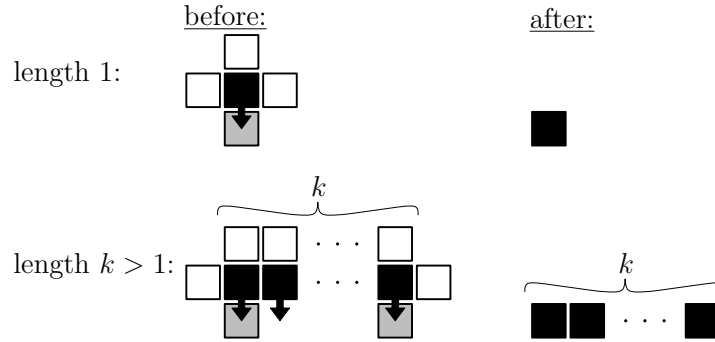 before:
after:
length 1:
k
length k > 1:
· · ·
· · ·
k
· · ·